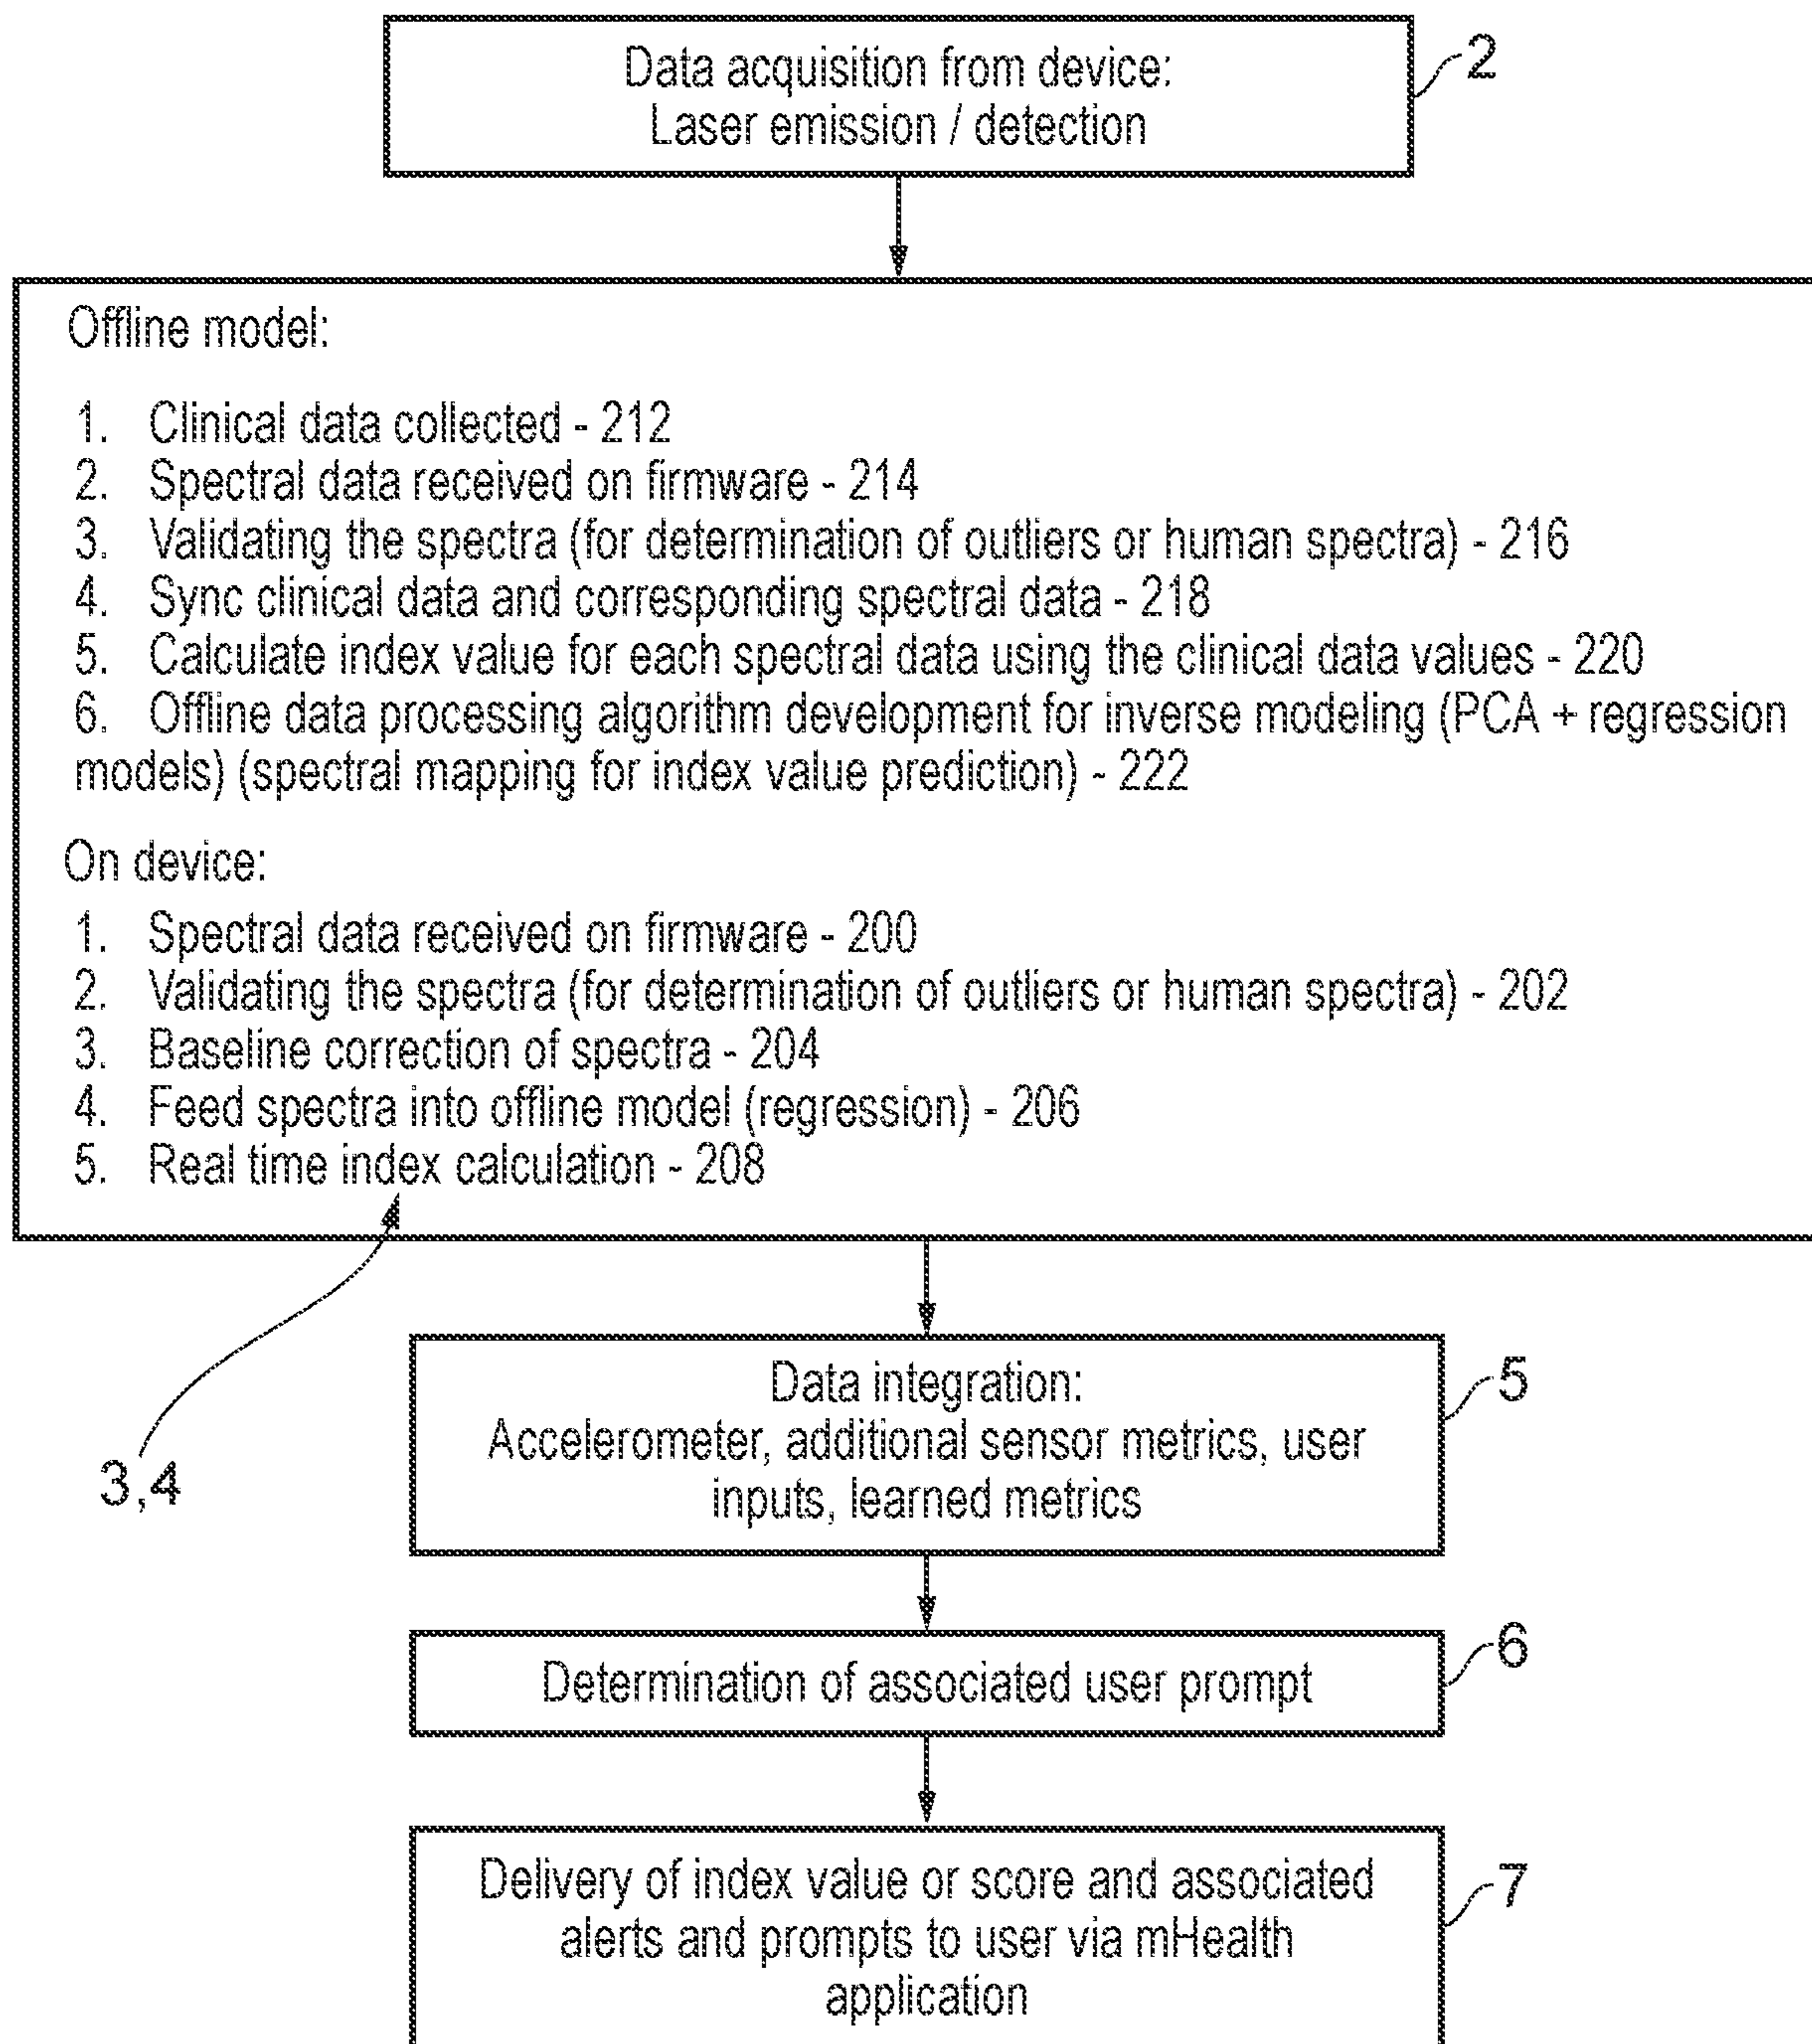 Data acquisition from device:
Laser emission / detection
2
Offline model:
1. Clinical data collected - 212
2. Spectral data received on firmware - 214
3. Validating the spectra (for determination of outliers or human spectra) - 216
4. Sync clinical data and corresponding spectral data - 218
5. Calculate index value for each spectral data using the clinical data values - 220
6. Offline data processing algorithm development for inverse modeling (PCA + regression
models) (spectral mapping for index value prediction) - 222
On device:
1. Spectral data received on firmware - 200
2. Validating the spectra (for determination of outliers or human spectra) - 202
3. Baseline correction of spectra - 204
4. Feed spectra into offline model (regression) - 206
5. Real time index calculation - 208
3,4
Data integration:
Accelerometer, additional sensor metrics, user
inputs, learned metrics
5
Determination of associated user prompt
6
Delivery of index value or score and associated
alerts and prompts to user via mHealth
application
7